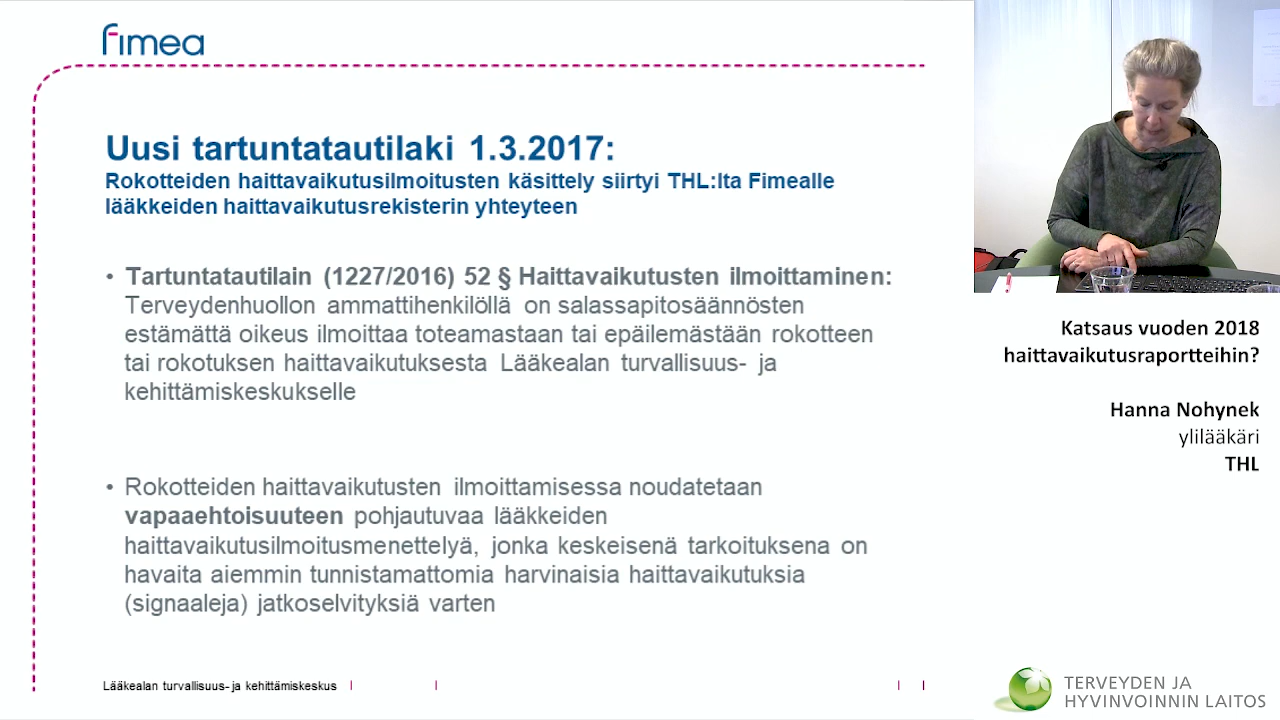 fimea
Uusi tartuntatautilaki 1.3.2017:
Rokotteiden haittavaikutusilmoitusten käsittely siirtyi THL:lta Fimealle
lääkkeiden haittavaikutusrekisterin yhteyteen
• Tartuntatautilain (1227/2016) 52 § Haittavaikutusten ilmoittaminen:
Terveydenhuollon ammattihenkilöllä on salassapitosäännösten
estämättä oikeus ilmoittaa toteamastaan tai epäilemästään rokotteen
tai rokotuksen haittavaikutuksesta Lääkealan turvallisuus- ja
kehittämiskeskukselle
• Rokotteiden haittavaikutusten ilmoittamisessa noudatetaan
vapaaehtoisuuteen pohjautuvaa lääkkeiden
haittavaikutusilmoitusmenettelyä, jonka keskeisenä tarkoituksena on
havaita aiemmin tunnistamattomia harvinaisia haittavaikutuksia
(signaaleja) jatkoselvityksiä varten
Lääkealan turvallisuus- ja kehittämiskeskus
Katsaus vuoden 2018
haittavaikutusraportteihin?
Hanna Nohynek
ylilääkäri
THL
TERVEYDEN JA
HYVINVOINNIN LAITOS